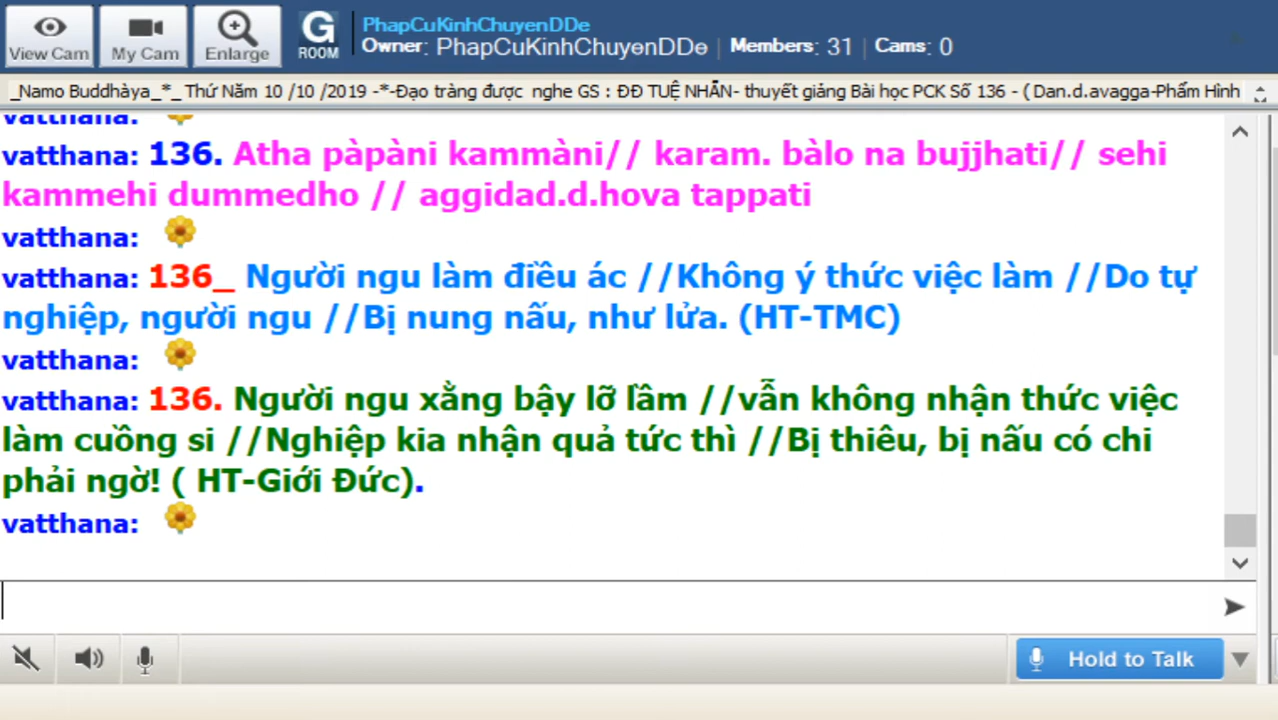 PhapCuKinhChuyenDDe
View Cam My Cam Enlarge G ROOM Owner: PhapCuKinhChuyenDDe | Members: 31 | Cams: 0
_Namo Buddhàya_*_ Thứ Năm 10 /10 /2019 -*-Đạo tràng được nghe GS : ĐĐ TUỆ NHẪN- thuyết giảng Bài học PCK Số 136 - ( Dan.d.avagga-Phẩm Hình
vatthana:
vatthana: 136. Atha pàpàni kammàni// karam. bàlo na bujjhati// sehi
kammehi dummedho // aggidad.d.hova tappati
vatthana:
vatthana: 136_ Người ngu làm điều ác //Không ý thức việc làm //Do tự
nghiệp, người ngu //Bị nung nấu, như lửa. (HT-TMC)
vatthana:
vatthana: 136. Người ngu xằng bậy lỡ lầm //vẫn không nhận thức việc
làm cuồng si //Nghiệp kia nhận quả tức thì //Bị thiêu, bị nấu có chi
phải ngờ! ( HT-Giới Đức).
vatthana:
Hold to Talk